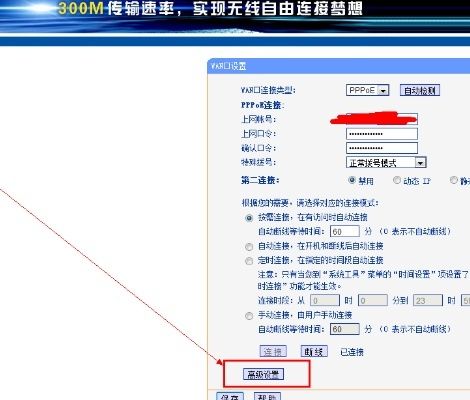 300M传输速率，实现无线自由连接梦想
WAN口设置
WAN口连接类型： PPPoE 自动检测
PPPoE连接：
上网账号：
上网口令： •••••••••••••
确认口令： •••••••••••••
特殊拨号： 正常拨号模式
第二连接： 禁用 动态 IP 静
根据您的需要，请选择对应的连接模式：
按需连接，在有访问时自动连接
自动断线等待时间： 60 分 （0 表示不自动断线）
自动连接，在开机和断线后自动连接
定时连接，在指定的时间段自动连接
注意：只有当您到“系统工具”菜单的“时间设置”项设置了
时连接”功能才能生效。
连接时段：从 0 时 0 分到 23 时
手动连接，由用户手动连接
自动断线等待时间： 60 分 （0 表示不自动断线）
连接 断线 已连接
高级设置
保存 帮助